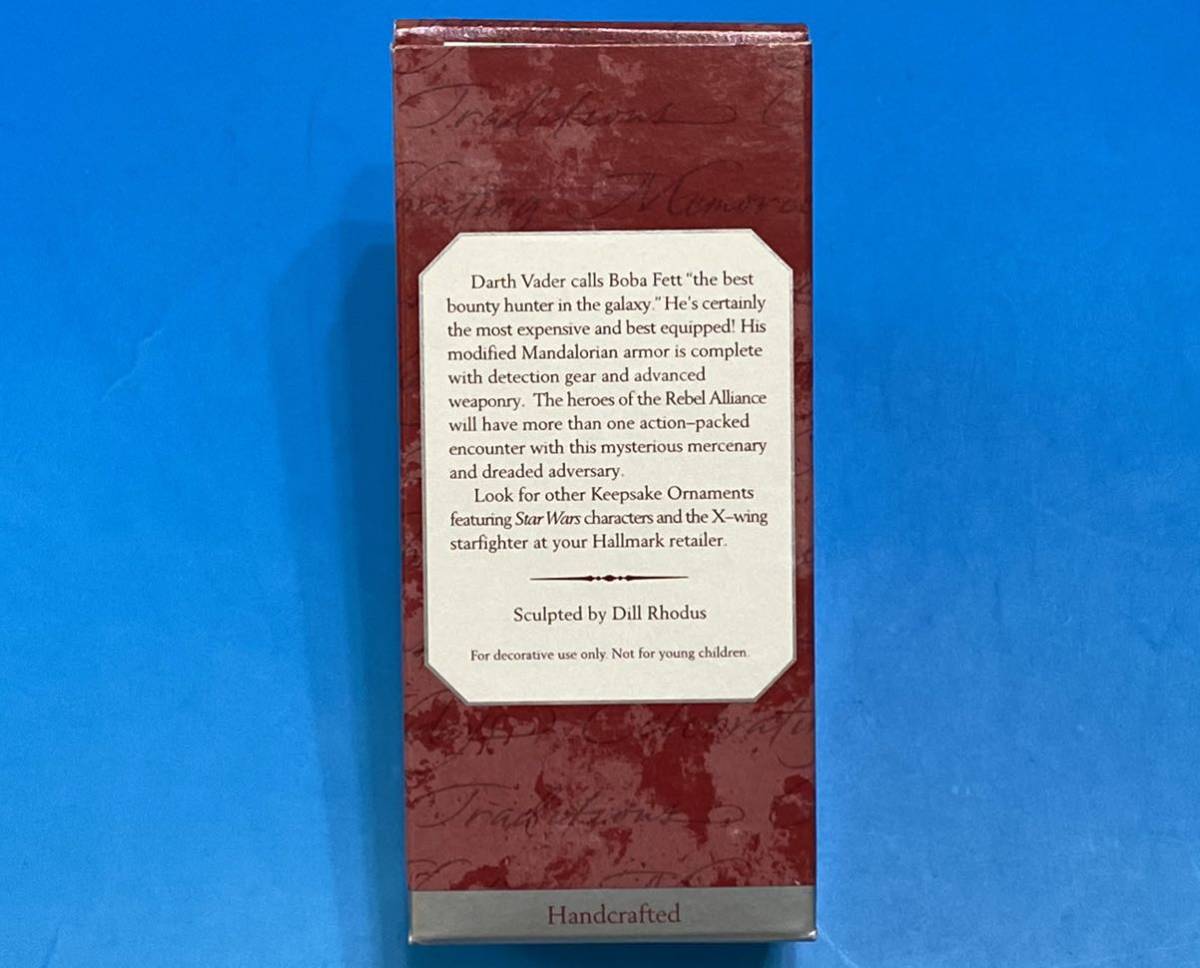 Traditions
Memories
Darth Vader calls Boba Fett "the best
bounty hunter in the galaxy." He's certainly
the most expensive and best equipped! His
modified Mandalorian armor is complete
with detection gear and advanced
weaponry. The heroes of the Rebel Alliance
will have more than one action–packed
encounter with this mysterious mercenary
and dreaded adversary.
Look for other Keepsake Ornaments
featuring Star Wars characters and the X–wing
starfighter at your Hallmark retailer.
Sculpted by Dill Rhodus
For decorative use only. Not for young children.
Traditions
Handcrafted